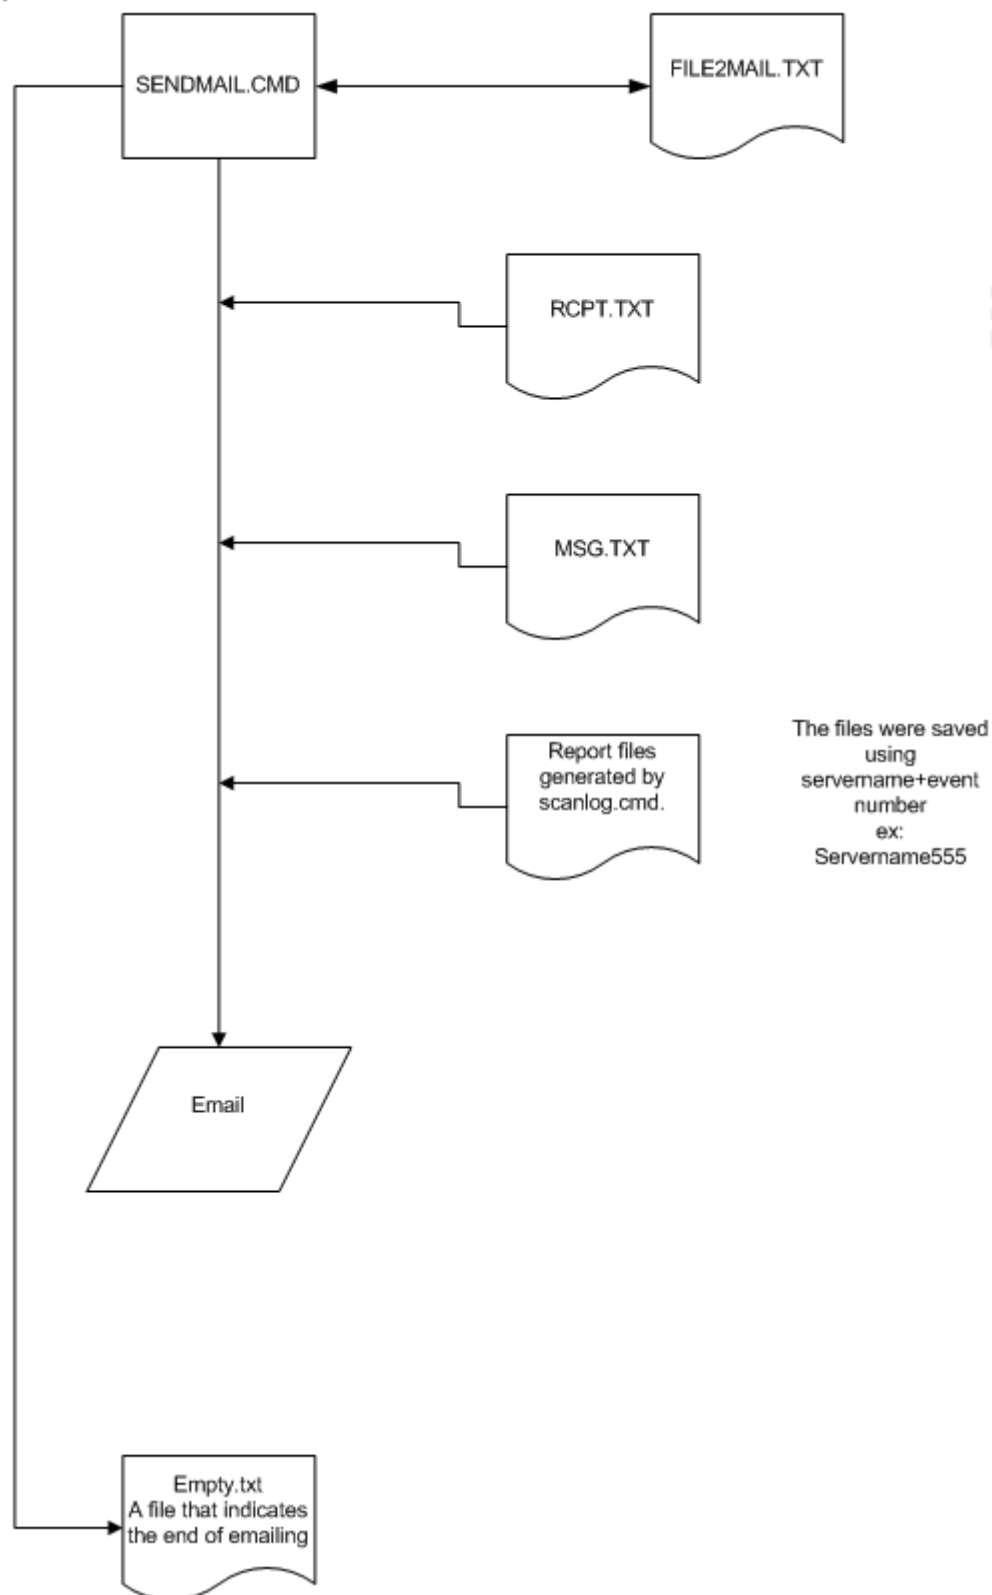 SENDMAIL.CMD
FILE2MAIL.TXT
RCPT.TXT
MSG.TXT
Report files
generated by
scanlog.cmd.
The files were saved
using
servername+event
number
ex:
Servername555
Email
Empty.txt
A file that indicates
the end of emailing